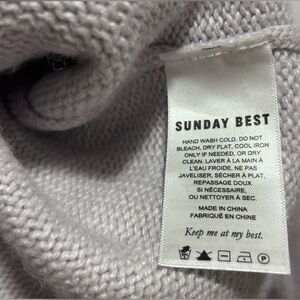 SUNDAY BEST
HAND WASH COLD. DO NOT
BLEACH, DRY FLAT, COOL IRON
ONLY IF NEEDED, OR DRY
CLEAN. LAVER À LA MAIN À
L'EAU FROIDE, NE PAS
JAVELISER, SÉCHER À PLAT,
REPASSAGE DOUX
SI NÉCESSAIRE,
OU NETTOYER À SEC.
MADE IN CHINA
FABRIQUÉ EN CHINE
Keep me at my best.